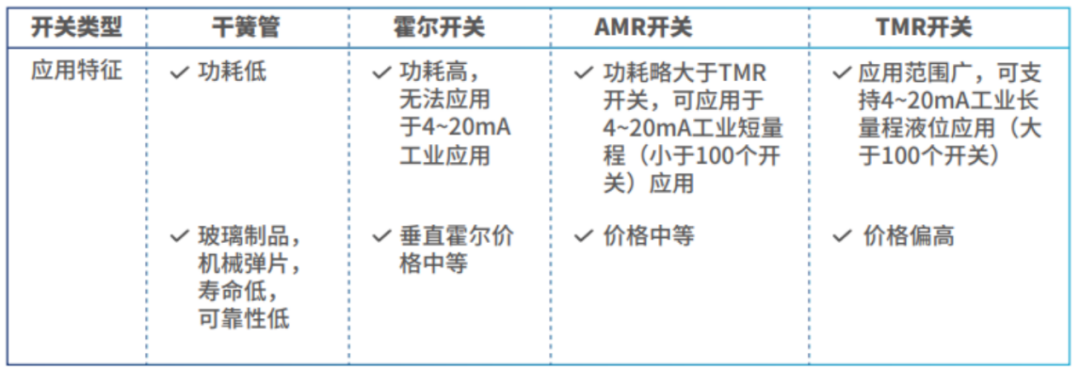 开关类型
干簧管
霍尔开关
AMR开关
TMR开关
应用特征
功耗低
功耗高，
无法应用
于4~20mA
工业应用
功耗略大于TMR
开关，可应用于
4~20mA工业短量
程（小于100个开
关）应用
应用范围广，可支
持4~20mA工业长
量程液位应用（大
于100个开关）
玻璃制品，
机械弹片，
寿命低，
可靠性低
垂直霍尔价
格中等
价格中等
价格偏高